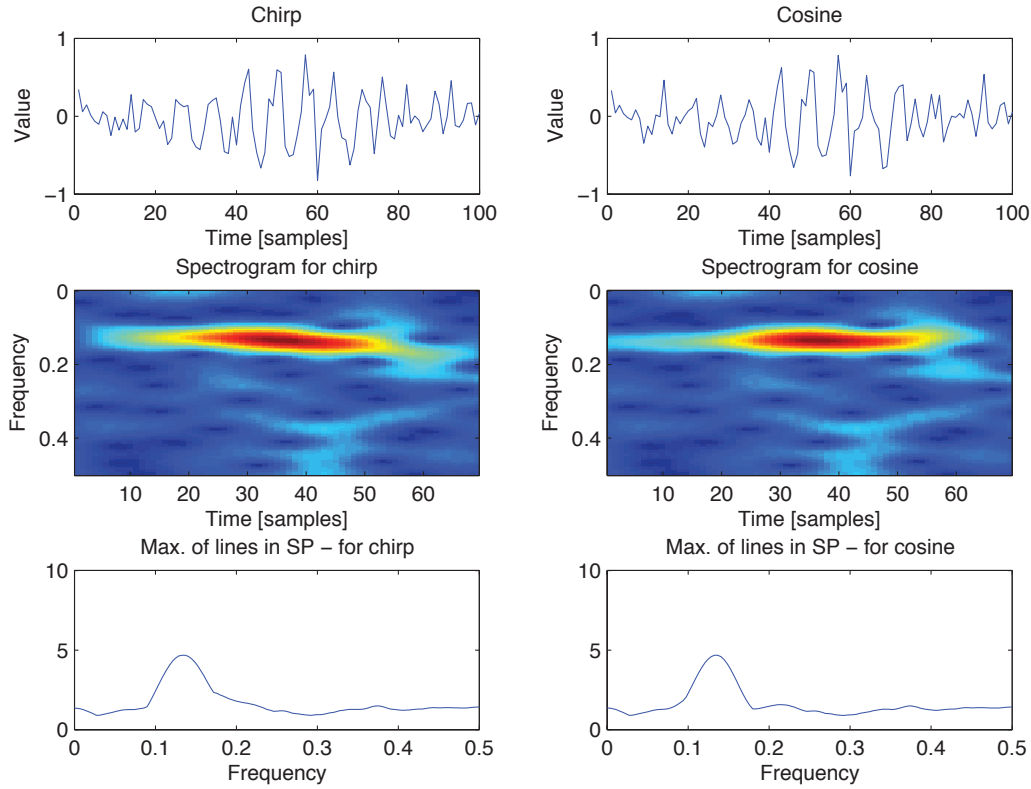 Chirp
Value
1
0
−1
0 20 40 60 80 100
Time [samples]
Cosine
Value
1
0
−1
0 20 40 60 80 100
Time [samples]
Spectrogram for chirp
Frequency
0
0.2
0.4
10 20 30 40 50 60
Time [samples]
Spectrogram for cosine
Frequency
0
0.2
0.4
10 20 30 40 50 60
Time [samples]
Max. of lines in SP − for chirp
10
5
0
0 0.1 0.2 0.3 0.4 0.5
Frequency
Max. of lines in SP − for cosine
10
5
0
0 0.1 0.2 0.3 0.4 0.5
Frequency